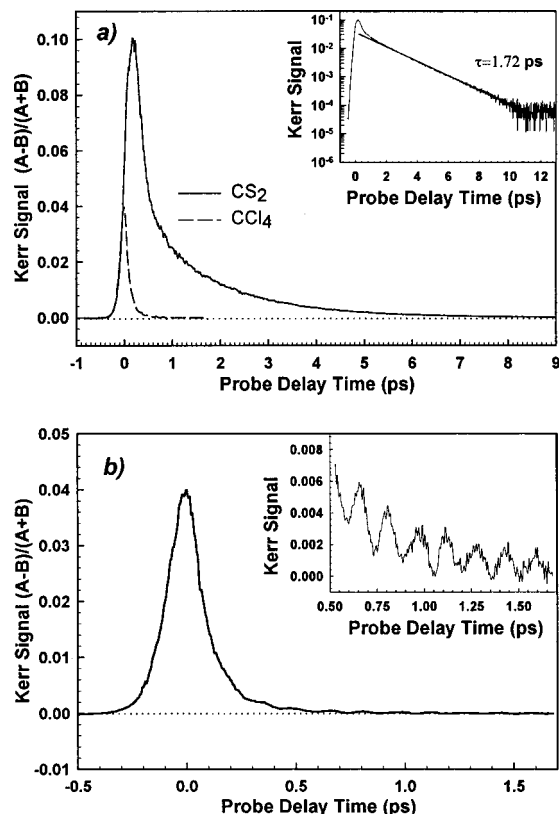 a)
Kerr Signal (A-B)/(A+B)
0.10
0.08
0.06
0.04
0.02
0.00
CS2
CCl4
-1 0 1 2 3 4 5 6 7 8 9
Probe Delay Time (ps)
Kerr Signal
10-1
10-2
10-3
10-4
10-5
10-6
τ=1.72 ps
0 2 4 6 8 10 12
Probe Delay Time (ps)
b)
Kerr Signal (A-B)/(A+B)
0.05
0.04
0.03
0.02
0.01
0.00
-0.01
-0.5 0.0 0.5 1.0 1.5
Probe Delay Time (ps)
Kerr Signal
0.008
0.006
0.004
0.002
0.000
0.50 0.75 1.00 1.25 1.50
Probe Delay Time (ps)